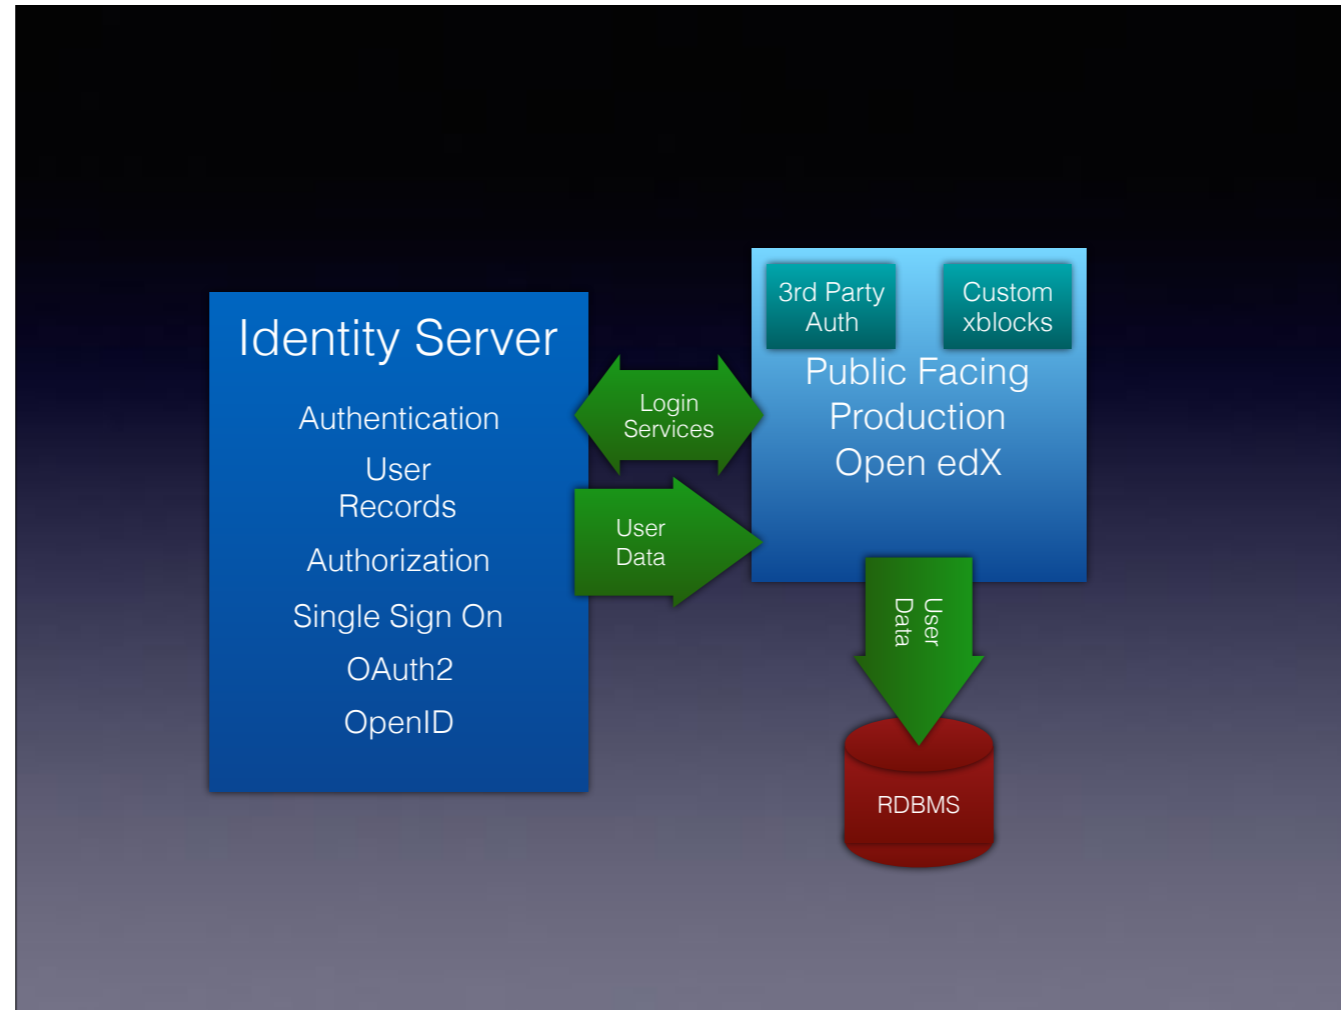 Identity Server
Authentication
User
Records
Authorization
Single Sign On
OAuth2
OpenID
Login
Services
User
Data
3rd Party
Auth
Custom
xblocks
Public Facing
Production
Open edX
User
Data
RDBMS